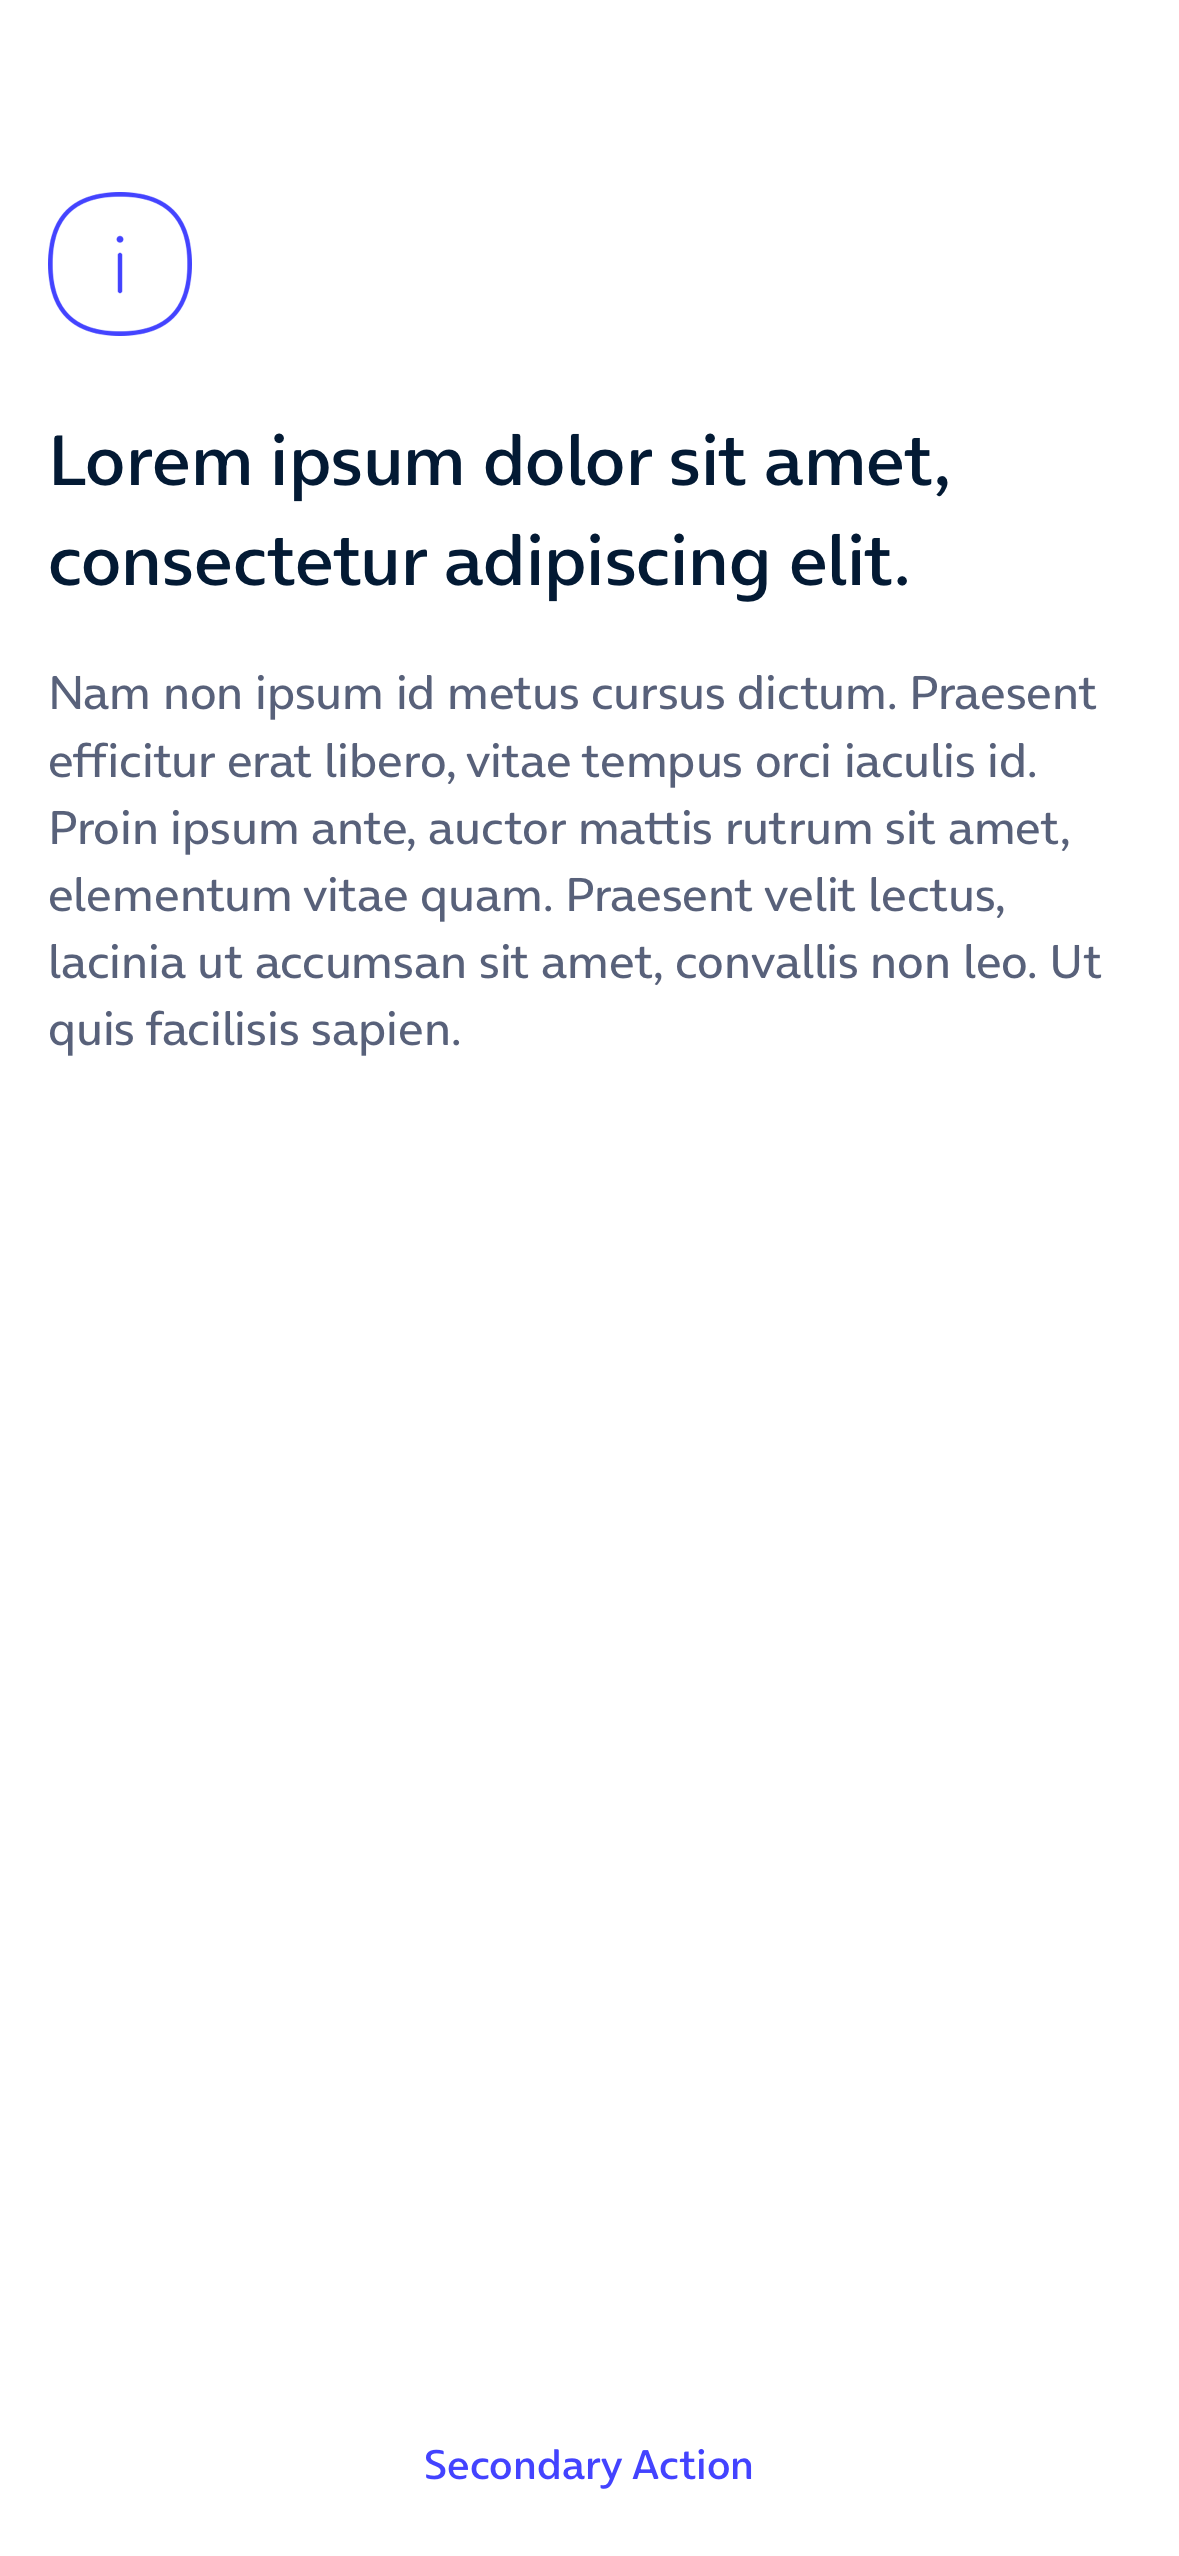 i
Lorem ipsum dolor sit amet,
consectetur adipiscing elit.
Nam non ipsum id metus cursus dictum. Praesent
efficitur erat libero, vitae tempus orci iaculis id.
Proin ipsum ante, auctor mattis rutrum sit amet,
elementum vitae quam. Praesent velit lectus,
lacinia ut accumsan sit amet, convallis non leo. Ut
quis facilisis sapien.
Secondary Action